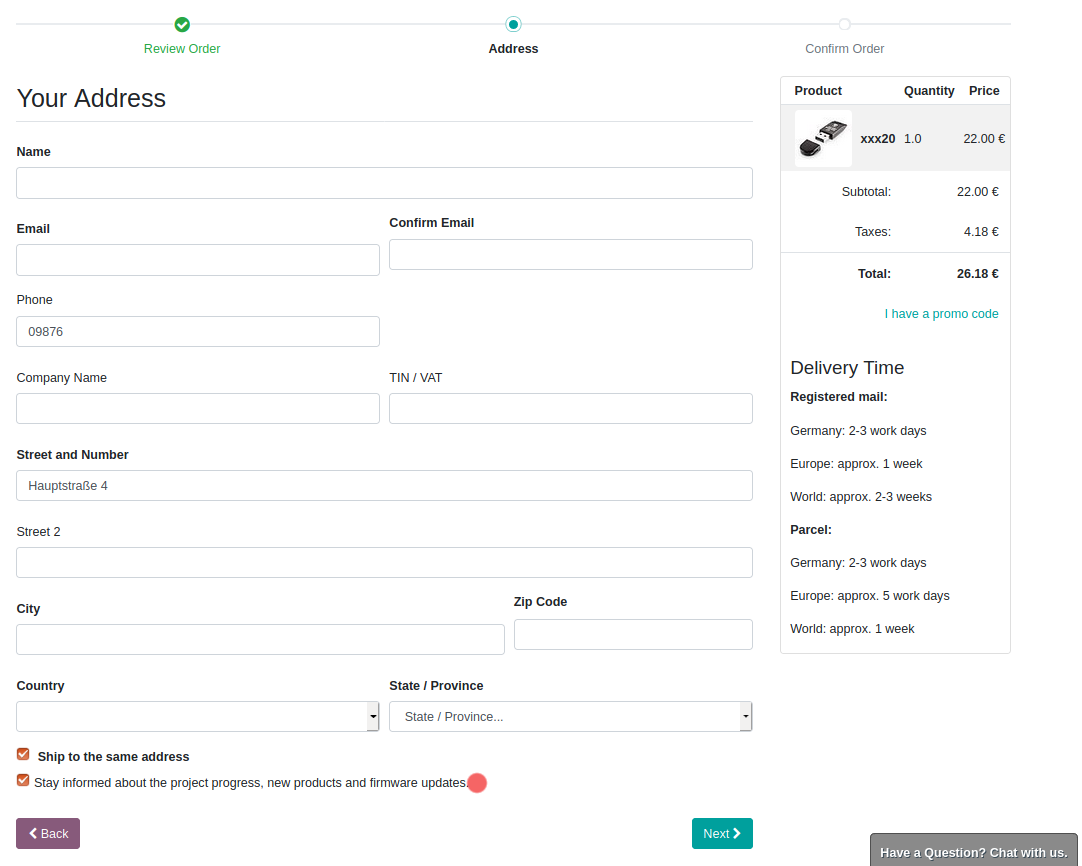 Review Order
Address
Confirm Order
Your Address
Name
Email
Confirm Email
Phone
09876
Company Name
TIN / VAT
Street and Number
Hauptstraße 4
Street 2
City
Zip Code
Country
State / Province
State / Province...
Ship to the same address
Stay informed about the project progress, new products and firmware updates.
Back
Next
Product Quantity Price
xxx20 1.0 22.00 €
Subtotal: 22.00 €
Taxes: 4.18 €
Total: 26.18 €
I have a promo code
Delivery Time
Registered mail:
Germany: 2-3 work days
Europe: approx. 1 week
World: approx. 2-3 weeks
Parcel:
Germany: 2-3 work days
Europe: approx. 5 work days
World: approx. 1 week
Have a Question? Chat with us.